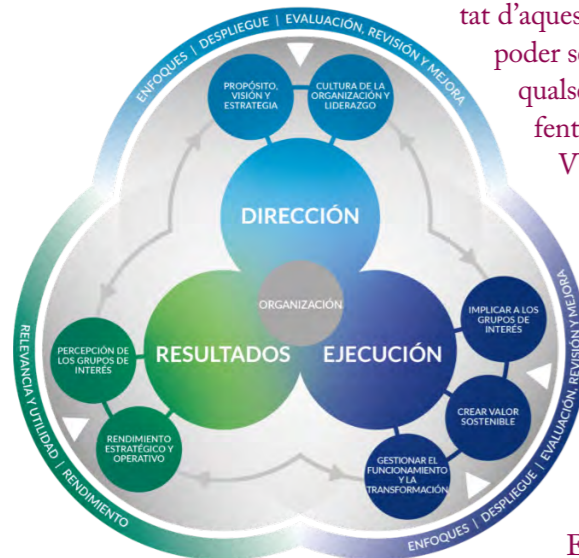 tat d’aques
poder se
qualse
fent
V
ENFOQUES | DESPLIEGUE | EVALUACIÓN, REVISIÓN Y MEJORA
PROPÓSITO,
VISIÓN Y
ESTRATEGIA
CULTURA DE LA
ORGANIZACIÓN Y
LIDERAZGO
DIRECCIÓN
ORGANIZACIÓN
RESULTADOS
EJECUCIÓN
PERCEPCIÓN DE
LOS GRUPOS DE
INTERÉS
RENDIMIENTO
ESTRATÉGICO Y
OPERATIVO
IMPLICAR A LOS
GRUPOS DE
INTERÉS
CREAR VALOR
SOSTENIBLE
GESTIONAR EL
FUNCIONAMIENTO
Y LA
TRANSFORMACIÓN
RELEVANCIA Y UTILIDAD | RENDIMIENTO
ENFOQUES | DESPLIEGUE | EVALUACIÓN, REVISIÓN Y MEJORA
E